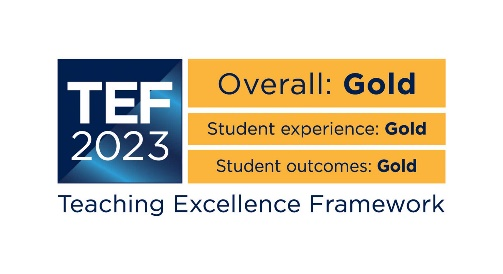 TEF
2023
Overall: Gold
Student experience: Gold
Student outcomes: Gold
Teaching Excellence Framework